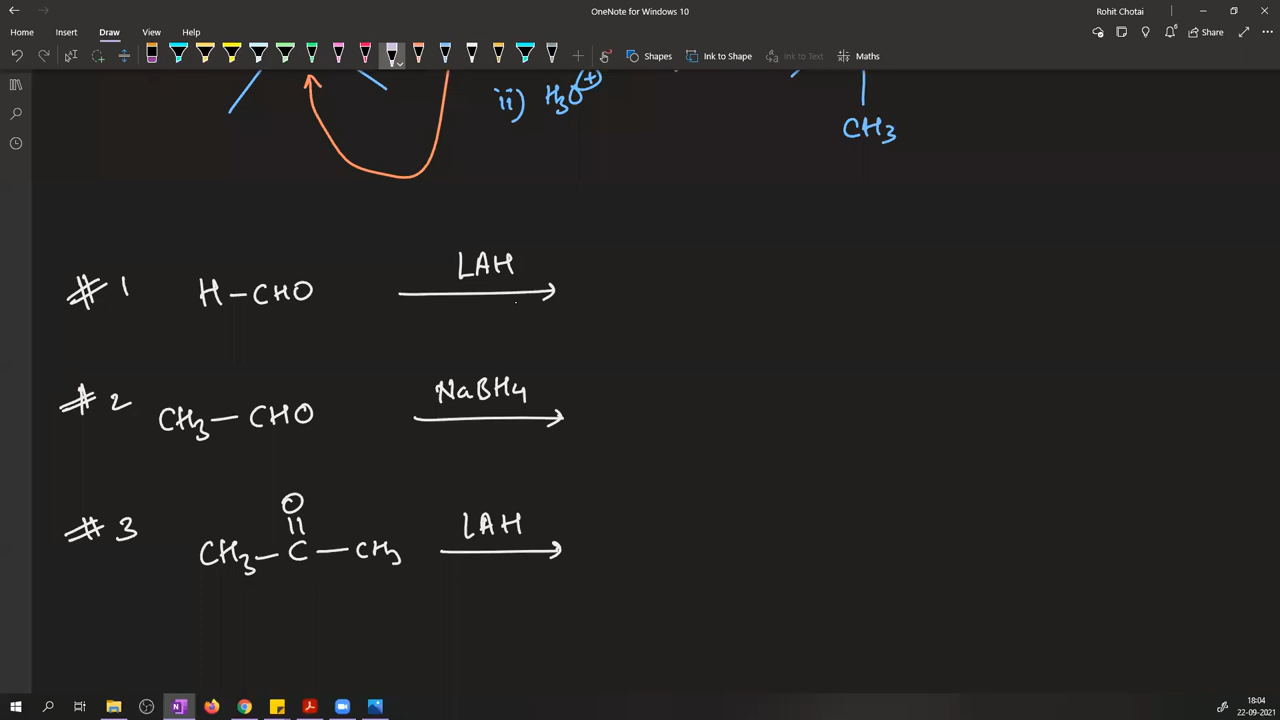 OneNote for Windows 10
Rohit Chotai
Home Insert Draw View Help
Share
Shapes Ink to Shape Ink to Text Maths
ii) H3O⊕
CH3
# 1 H-CHO LAH
# 2 CH3-CHO NaBH4
O
# 3 CH3-C-CH3 LAH
18:04
22-09-2021